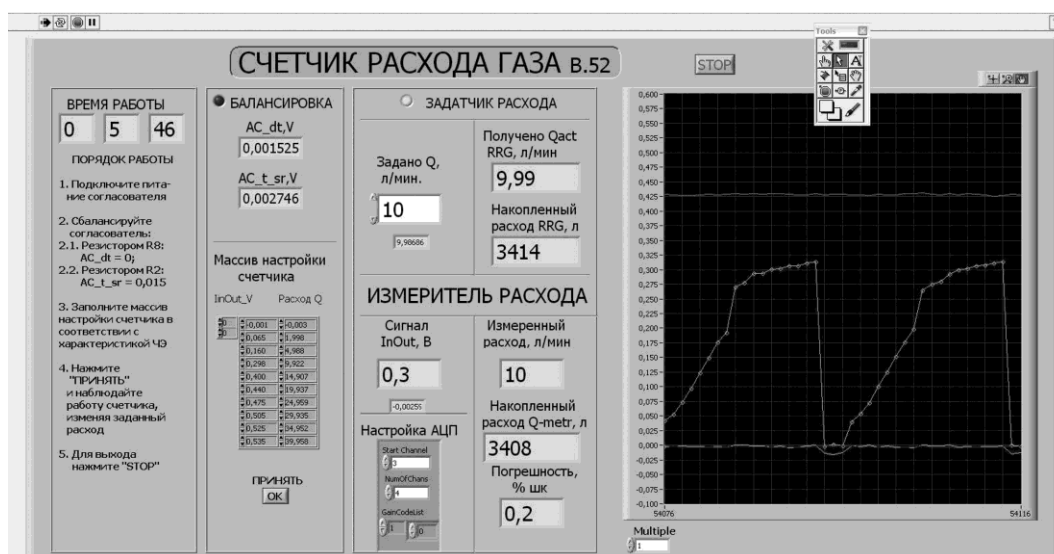 Tools
СЧЕТЧИК РАСХОДА ГАЗА В.52
STOP
ВРЕМЯ РАБОТЫ
0 5 46
ПОРЯДОК РАБОТЫ
1. Подключите пита-
ние согласователя
2. Сбалансируйте
согласователь:
2.1. Резистором R8:
AC_dt = 0;
2.2. Резистором R2:
AC_t_sr = 0,015
3. Заполните массив
настройки счетчика в
соответствии с
характеристикой ЧЭ
4. Нажмите
"ПРИНЯТЬ"
и наблюдайте
работу счетчика,
изменяя заданный
расход
5. Для выхода
нажмите "STOP"
БАЛАНСИРОВКА
AC_dt,V
0,001525
AC_t_sr,V
0,002746
Массив настройки
счетчика
InOut_V Расход Q
0
0
-0,001 -0,003
0,065 1,998
0,160 4,988
0,298 9,922
0,400 14,907
0,440 19,937
0,475 24,959
0,505 29,935
0,525 34,952
0,535 39,958
ПРИНЯТЬ
OK
ЗАДАТЧИК РАСХОДА
Задано Q,
л/мин.
10
9,98686
Получено Qact
RRG, л/мин
9,99
Накопленный
расход RRG, л
3414
ИЗМЕРИТЕЛЬ РАСХОДА
Сигнал
InOut, В
0,3
-0,00255
Настройка АЦП
Start Channel
3
NumOfChans
4
GainCodeList
1 0
Измеренный
расход, л/мин
10
Накопленный
расход Q-metr, л
3408
Погрешность,
% шк
0,2
0,600
0,575
0,550
0,525
0,500
0,475
0,450
0,425
0,400
0,375
0,350
0,325
0,300
0,275
0,250
0,225
0,200
0,175
0,150
0,125
0,100
0,075
0,050
0,025
0,000
-0,025
-0,050
-0,075
-0,100
54076 54116
Multiple
1